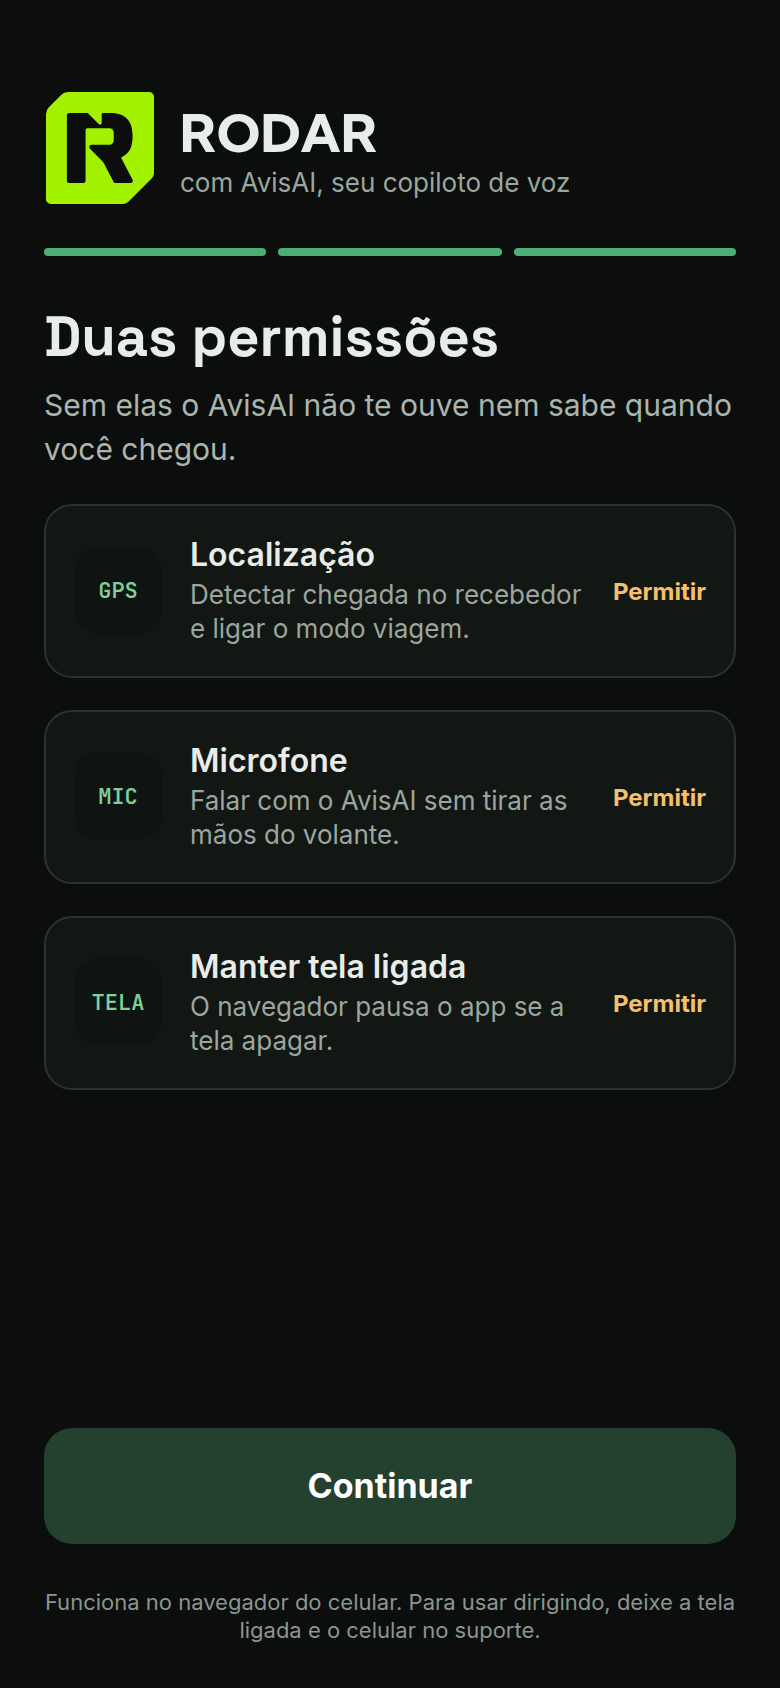 RODAR
com AvisAI, seu copiloto de voz
Duas permissões
Sem elas o AvisAI não te ouve nem sabe quando
você chegou.
GPS
Localização
Detectar chegada no recebedor
e ligar o modo viagem.
Permitir
MIC
Microfone
Falar com o AvisAI sem tirar as
mãos do volante.
Permitir
TELA
Manter tela ligada
O navegador pausa o app se a
tela apagar.
Permitir
Continuar
Funciona no navegador do celular. Para usar dirigindo, deixe a tela
ligada e o celular no suporte.